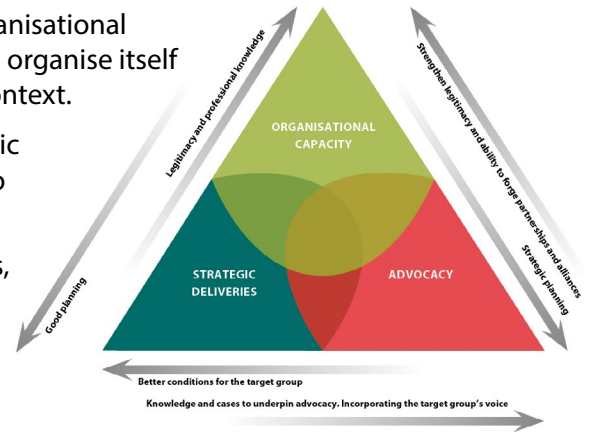 anisational
organise itself
ntext.
ic
s,
Legitimacy and professional knowledge
Good planning
ORGANISATIONAL
CAPACITY
STRATEGIC
DELIVERIES
ADVOCACY
Strengthen legitimacy and ability to forge partnerships and alliances
Strategic planning
Better conditions for the target group
Knowledge and cases to underpin advocacy. Incorporating the target group's voice